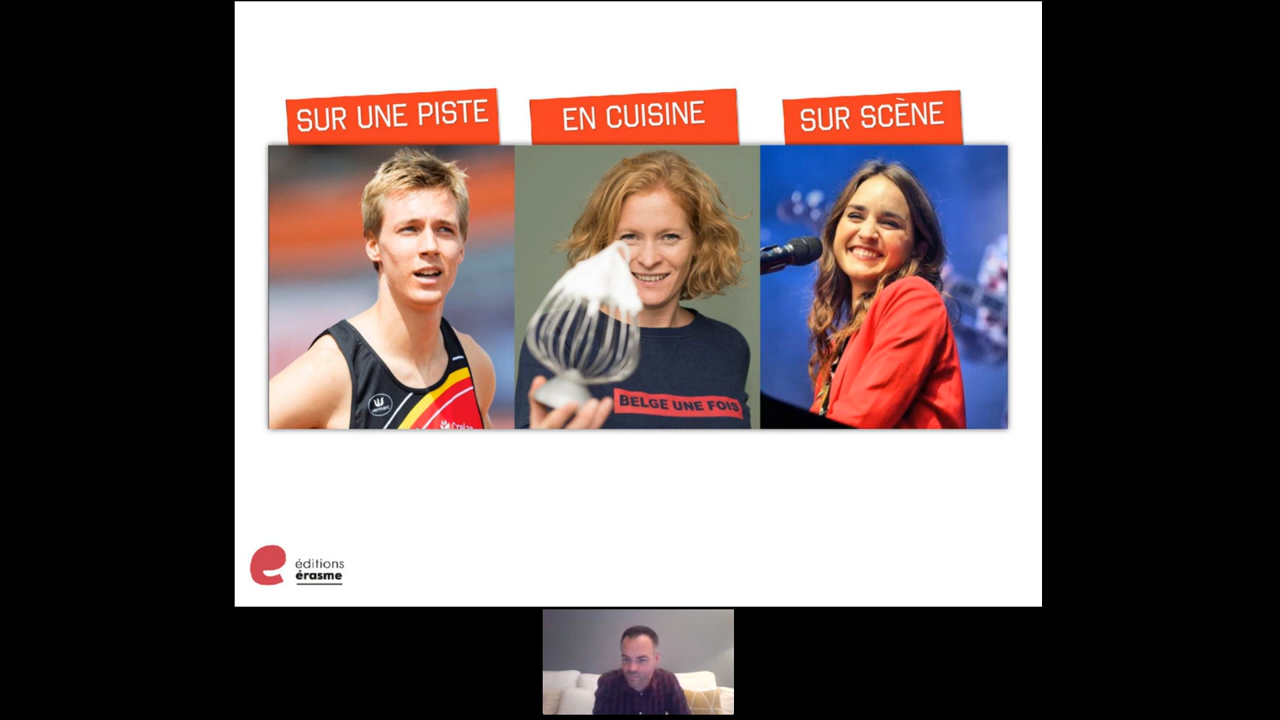 SUR UNE PISTE
EN CUISINE
SUR SCÈNE
BELGE UNE FOIS
éditions
érasme